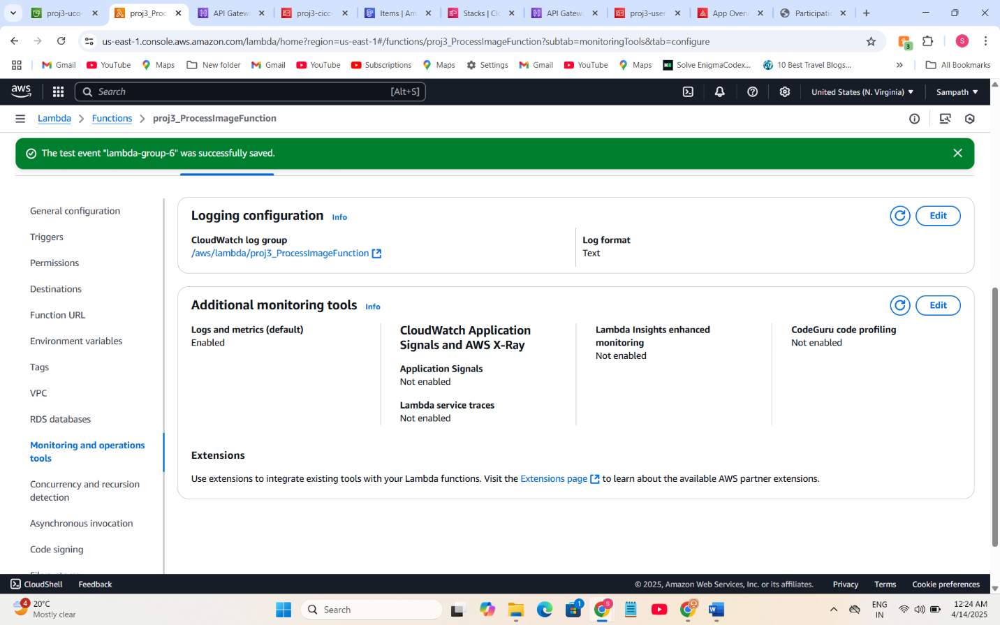 proj3-uco-
proj3_Proc
API Gatew
proj3-cicc-
Items | Am
Stacks | Cl
API Gatew
proj3-user
App Over
Participati
us-east-1.console.aws.amazon.com/lambda/home?region=us-east-1#/functions/proj3_ProcessImageFunction?subtab=monitoringTools&tab=configure
3
S
Gmail
YouTube
Maps
New folder
Gmail
YouTube
Subscriptions
Maps
Settings
Gmail
YouTube
Maps
Solve EnigmaCodex...
10 Best Travel Blogs...
All Bookmarks
aws
Search
[Alt+S]
United States (N. Virginia)
Sampath
Lambda
Functions
proj3_ProcessImageFunction
The test event "lambda-group-6" was successfully saved.
General configuration
Triggers
Permissions
Destinations
Function URL
Environment variables
Tags
VPC
RDS databases
Monitoring and operations
tools
Concurrency and recursion
detection
Asynchronous invocation
Code signing
Logging configuration
Info
Edit
CloudWatch log group
/aws/lambda/proj3_ProcessImageFunction
Log format
Text
Additional monitoring tools
Info
Edit
Logs and metrics (default)
Enabled
CloudWatch Application
Signals and AWS X-Ray
Application Signals
Not enabled
Lambda service traces
Not enabled
Lambda Insights enhanced
monitoring
Not enabled
CodeGuru code profiling
Not enabled
Extensions
Use extensions to integrate existing tools with your Lambda functions. Visit the Extensions page to learn about the available AWS partner extensions.
CloudShell
Feedback
© 2025, Amazon Web Services, Inc. or its affiliates.
Privacy
Terms
Cookie preferences
4
20°C
Mostly clear
Search
1
S
W
ENG
IN
12:24 AM
4/14/2025